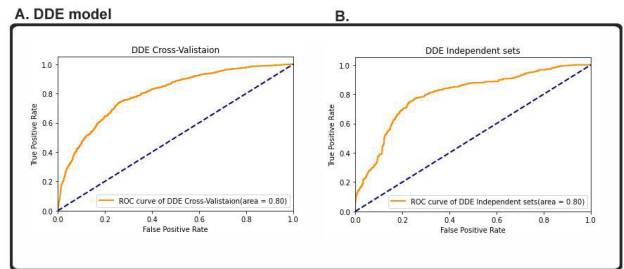 A. DDE model
B.
DDE Cross-Valistaion
True Positive Rate
1.0
0.8
0.6
0.4
0.2
0.0
ROC curve of DDE Cross-Valistaion(area = 0.80)
0.0 0.2 0.4 0.6 0.8 1.0
False Positive Rate
DDE Independent sets
True Positive Rate
1.0
0.8
0.6
0.4
0.2
0.0
ROC curve of DDE Independent sets(area = 0.80)
0.0 0.2 0.4 0.6 0.8 1.0
False Positive Rate